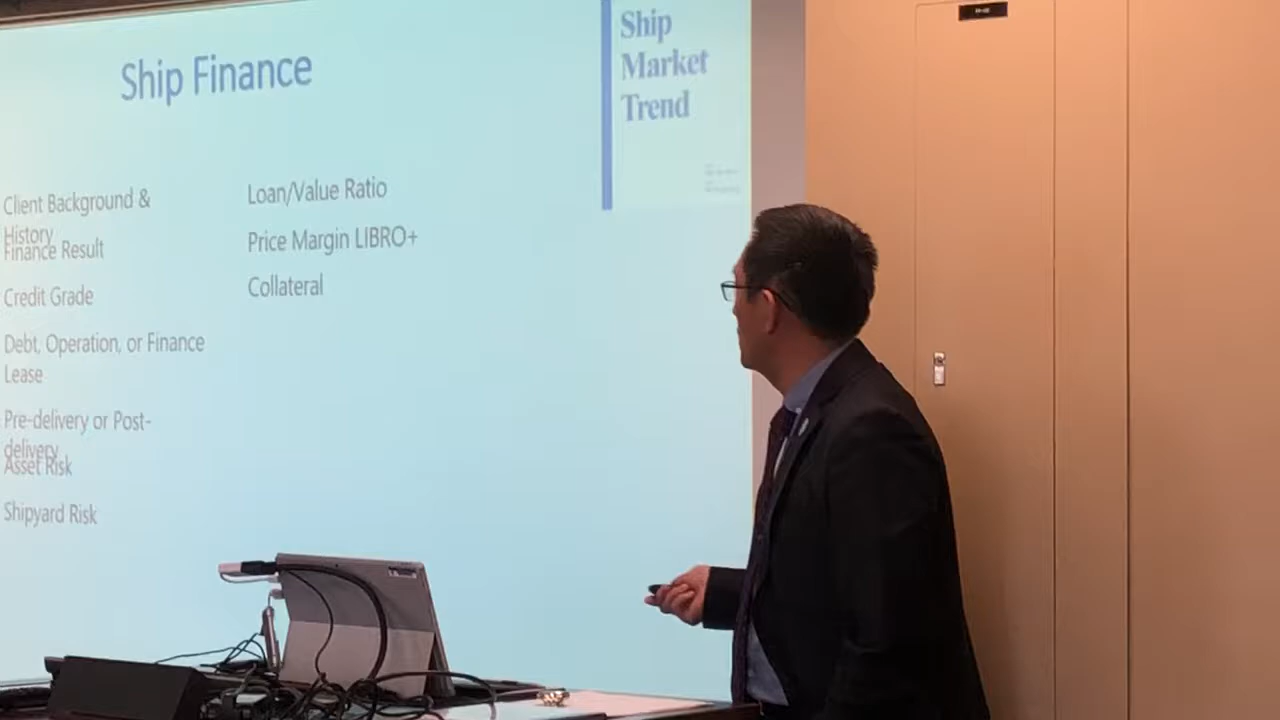 Ship Finance
Ship
Market
Trend
Client Background &
History
Finance Result
Credit Grade
Debt, Operation, or Finance
Lease
Pre-delivery or Post-
delivery
Asset Risk
Shipyard Risk
Loan/Value Ratio
Price Margin LIBRO+
Collateral